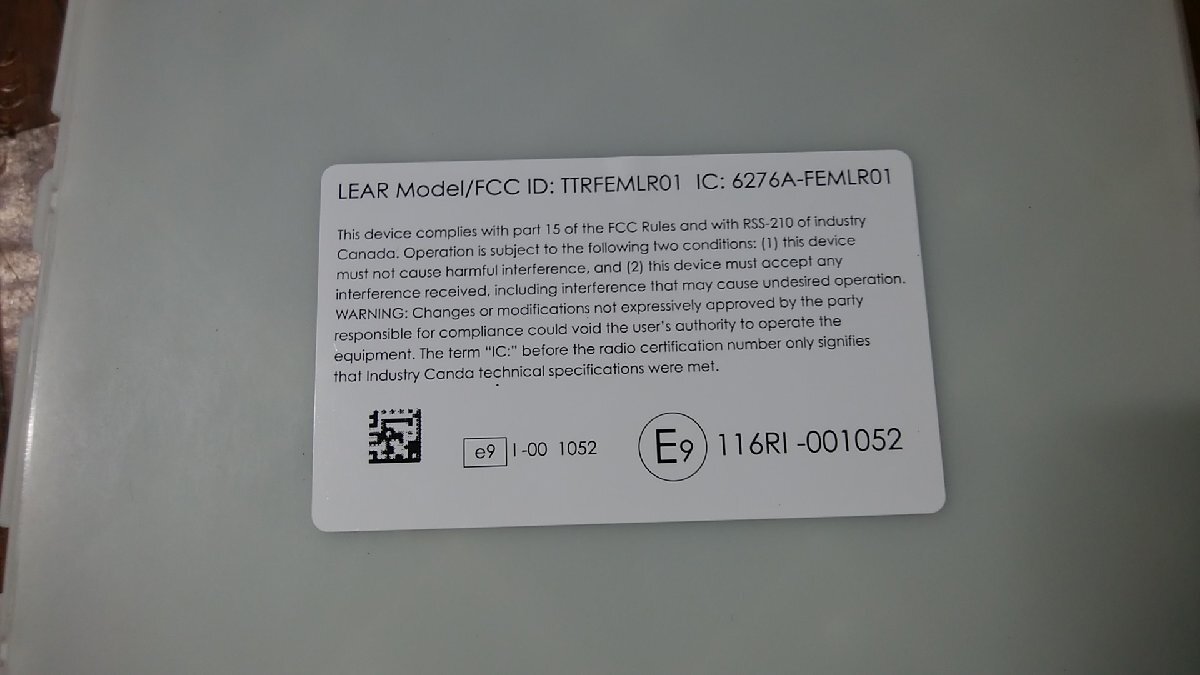 LEAR Model/FCC ID: TTRFEMLR01 IC: 6276A-FEMLR01
This device complies with part 15 of the FCC Rules and with RSS-210 of industry
Canada. Operation is subject to the following two conditions: (1) this device
must not cause harmful interference, and (2) this device must accept any
interference received, including interference that may cause undesired operation.
WARNING: Changes or modifications not expressively approved by the party
responsible for compliance could void the user's authority to operate the
equipment. The term "IC:" before the radio certification number only signifies
that Industry Canda technical specifications were met.
e9 I-00 1052 E9 116RI -001052